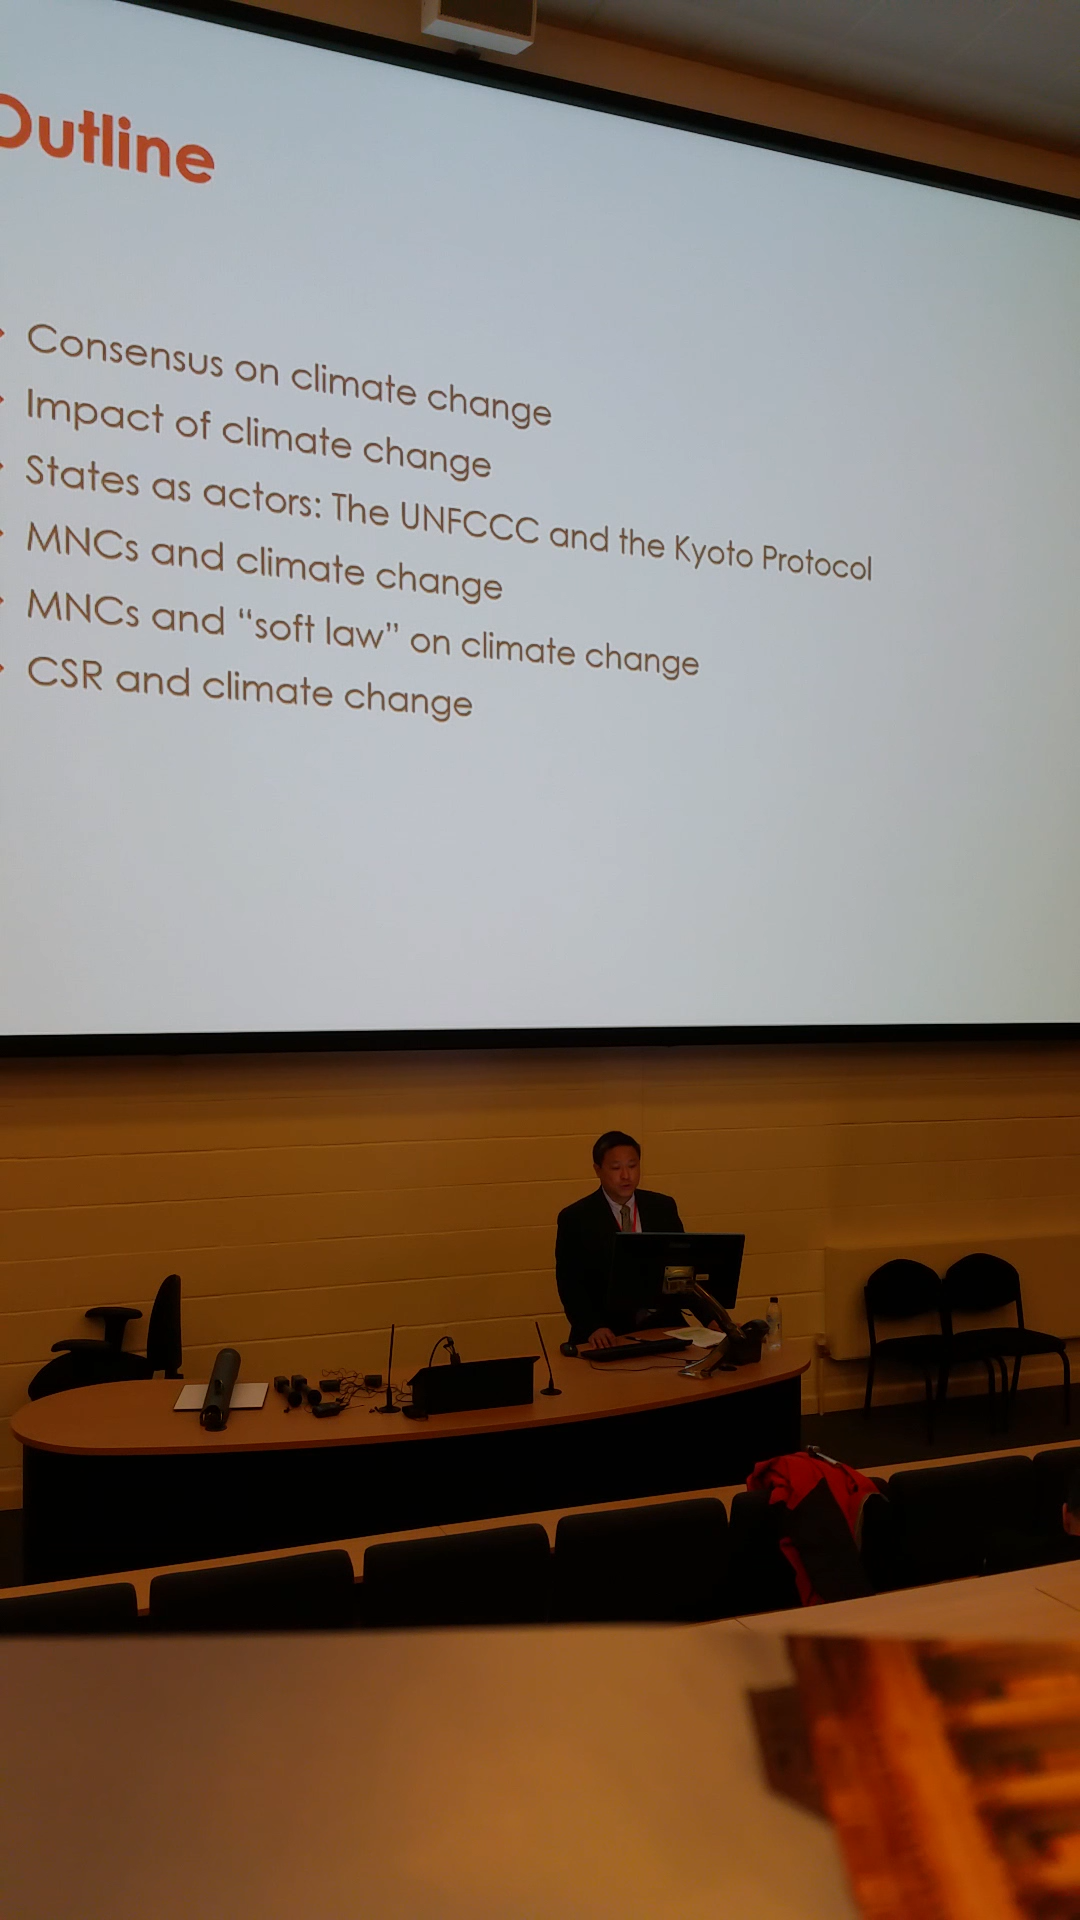 Outline
Consensus on climate change
Impact of climate change
States as actors: The UNFCCC and the Kyoto Protocol
MNCs and climate change
MNCs and “soft law” on climate change
CSR and climate change